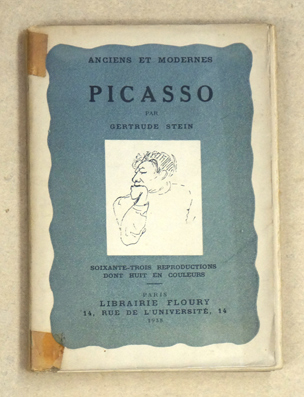 ANCIENS ET MODERNES
PICASSO
PAR
GERTRUDE STEIN
SOIXANTE-TROIS REPRODUCTIONS
DONT HUIT EN COULEURS
PARIS
LIBRAIRIE FLOURY
14, RUE DE L'UNIVERSITÉ, 14
1938